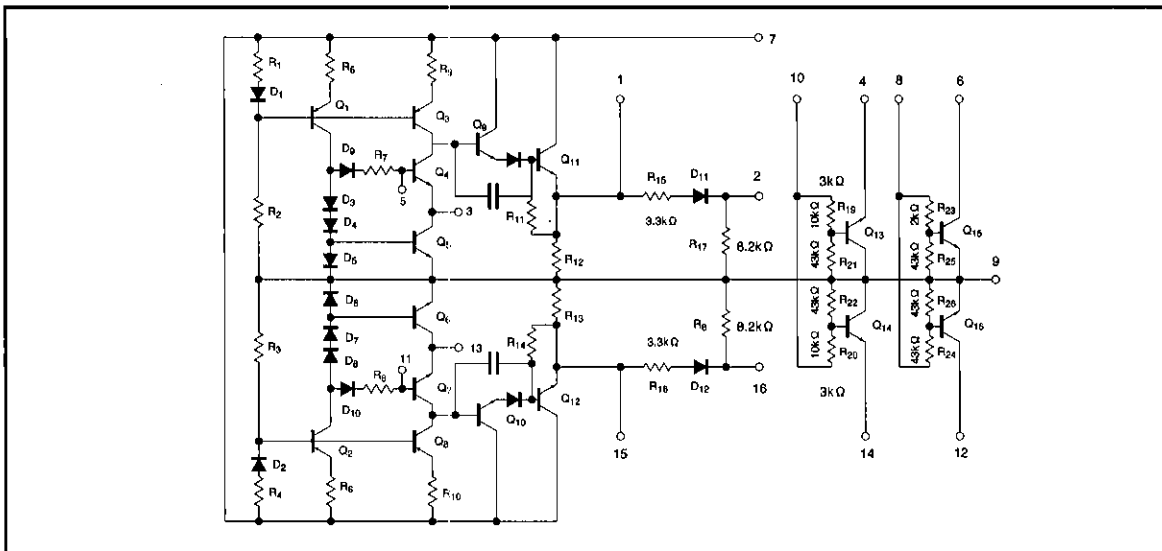 7
R1
R6
R9
1
10
4
8
6
D1
Q1
Q3
Q9
Q11
D9
R7
Q4
R15
D11
2
3kΩ
5
3
D3
R2
D4
R11
3.3kΩ
10kΩ
R19
2kΩ
R23
Q13
Q15
Q5
R17
8.2kΩ
43kΩ
R21
43kΩ
R25
D5
R12
9
D6
R13
43kΩ
R22
43kΩ
R26
Q6
R8
8.2kΩ
R3
D7
13
R14
3.3kΩ
Q14
Q16
11
10kΩ
R20
43kΩ
R24
D8
R8
Q7
R16
D12
16
3kΩ
D10
Q10
Q12
Q2
Q8
15
14
12
D2
R4
R6
R10